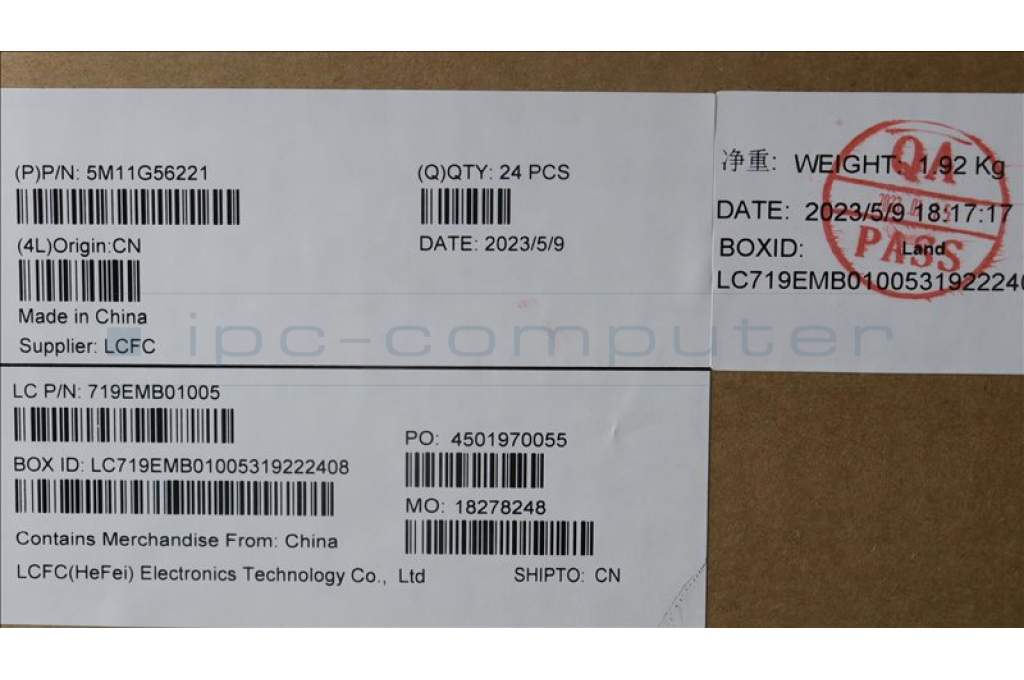 (P)P/N: 5M11G56221
(Q)QTY: 24 PCS
(4L)Origin:CN
DATE: 2023/5/9
Made in China
Supplier: LCFC
净重: WEIGHT: 1.92 Kg
DATE: 2023/5/9 18:17:17
BOXID:
LC719EMB0100531922240
QA
PASS
Land
ipc-computer
LC P/N: 719EMB01005
PO: 4501970055
BOX ID: LC719EMB01005319222408
MO: 18278248
Contains Merchandise From: China
LCFC(HeFei) Electronics Technology Co., Ltd
SHIPTO: CN